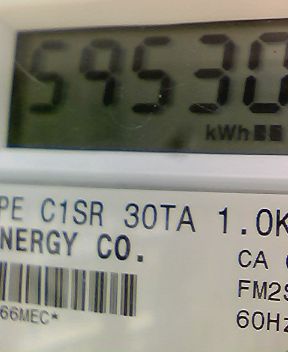 59530
kWh
PE C1SR 30TA 1.0K
NERGY CO.
CA
FM2S
66MEC*
60Hz